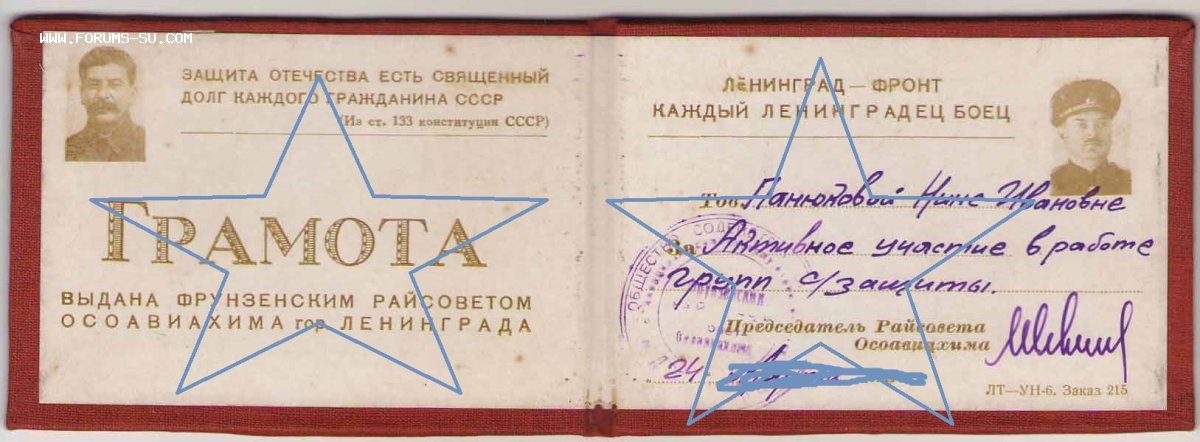 WWW.FORUMS-SU.COM
ЗАЩИТА ОТЕЧЕСТВА ЕСТЬ СВЯЩЕННЫЙ
ДОЛГ КАЖДОГО ГРАЖДАНИНА СССР
(Из ст. 133 конституции СССР)
ГРАМОТА
ВЫДАНА ФРУНЗЕНСКИМ РАЙСОВЕТОМ
ОСОАВИАХИМА гор. ЛЕНИНГРАДА
ЛЕНИНГРАД — ФРОНТ
КАЖДЫЙ ЛЕНИНГРАДЕЦ БОЕЦ
Тов. Панюковой Нине Ивановне
За Активное участие в работе
групп с/защиты.
Председатель Райсовета
Осоавиахима
24
ЛТ—УН-6. Заказ 215
ОБЩЕСТВО СОДЕ